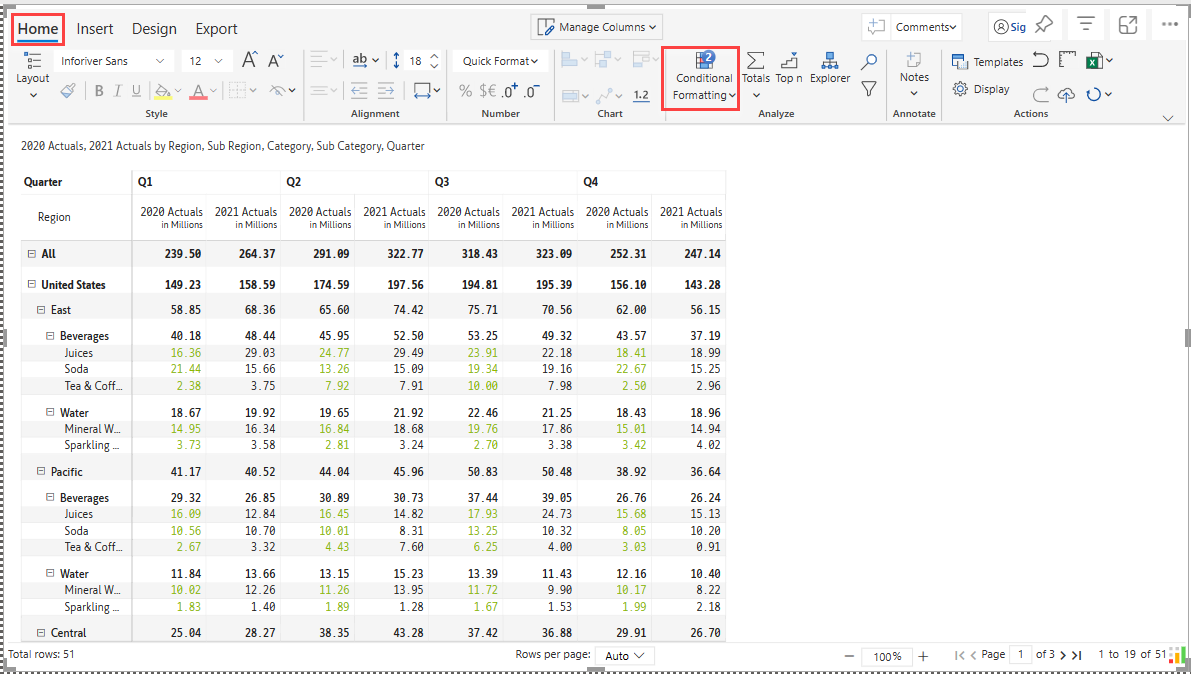 Home Insert Design Export Manage Columns Comments Sig
Layout Inforiver Sans 12 ab 18 Quick Format 2 Conditional Formatting Totals Top n Explorer Notes Templates
B I U A % $€ .0+ .0- 1.2 Display
Style Alignment Number Chart Analyze Annotate Actions
2020 Actuals, 2021 Actuals by Region, Sub Region, Category, Sub Category, Quarter
Quarter Q1 Q2 Q3 Q4
Region 2020 Actuals 2021 Actuals 2020 Actuals 2021 Actuals 2020 Actuals 2021 Actuals 2020 Actuals 2021 Actuals
in Millions in Millions in Millions in Millions in Millions in Millions in Millions in Millions
All 239.50 264.37 291.09 322.77 318.43 323.09 252.31 247.14
United States 149.23 158.59 174.59 197.56 194.81 195.39 156.10 143.28
East 58.85 68.36 65.60 74.42 75.71 70.56 62.00 56.15
Beverages 40.18 48.44 45.95 52.50 53.25 49.32 43.57 37.19
Juices 16.36 29.03 24.77 29.49 23.91 22.18 18.41 18.99
Soda 21.44 15.66 13.26 15.09 19.34 19.16 22.67 15.25
Tea & Coff... 2.38 3.75 7.92 7.91 10.00 7.98 2.50 2.96
Water 18.67 19.92 19.65 21.92 22.46 21.25 18.43 18.96
Mineral W... 14.95 16.34 16.84 18.68 19.76 17.86 15.01 14.94
Sparkling ... 3.73 3.58 2.81 3.24 2.70 3.38 3.42 4.02
Pacific 41.17 40.52 44.04 45.96 50.83 50.48 38.92 36.64
Beverages 29.32 26.85 30.89 30.73 37.44 39.05 26.76 26.24
Juices 16.09 12.84 16.45 14.82 17.93 24.73 15.68 15.13
Soda 10.56 10.70 10.01 8.31 13.25 10.32 8.05 10.20
Tea & Coff... 2.67 3.32 4.43 7.60 6.25 4.00 3.03 0.91
Water 11.84 13.66 13.15 15.23 13.39 11.43 12.16 10.40
Mineral W... 10.02 12.26 11.26 13.95 11.72 9.90 10.17 8.22
Sparkling ... 1.83 1.40 1.89 1.28 1.67 1.53 1.99 2.18
Central 25.04 28.27 38.35 43.28 37.42 36.88 29.91 26.70
Total rows: 51 Rows per page: Auto 100% Page 1 of 3 1 to 19 of 51